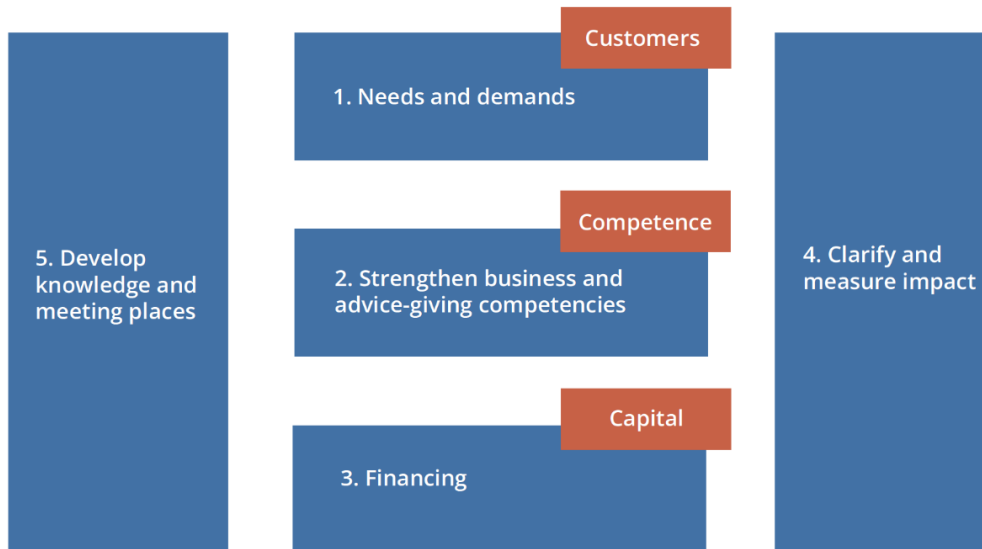 Customers
1. Needs and demands
Competence
2. Strengthen business and
advice-giving competencies
Capital
3. Financing
4. Clarify and
measure impact
5. Develop
knowledge and
meeting places